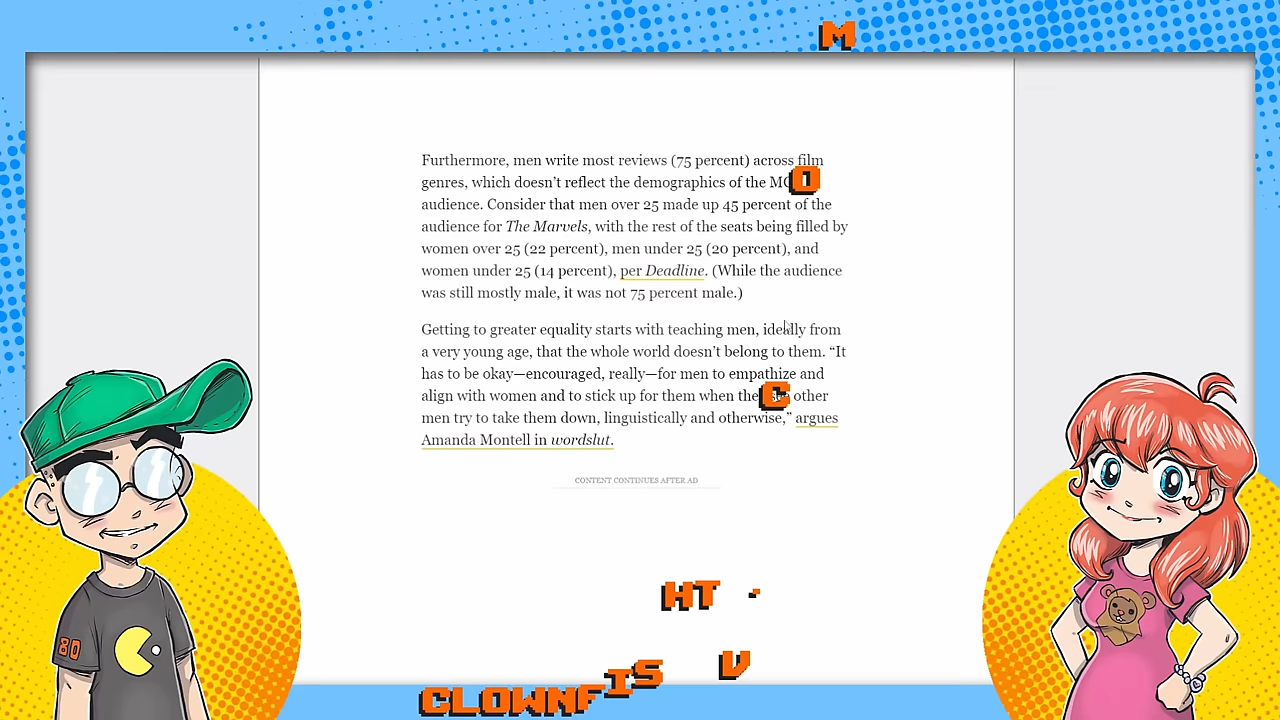 M
Furthermore, men write most reviews (75 percent) across film
genres, which doesn’t reflect the demographics of the
O
audience. Consider that men over 25 made up 45 percent of the
audience for The Marvels, with the rest of the seats being filled by
women over 25 (22 percent), men under 25 (20 percent), and
women under 25 (14 percent), per Deadline. (While the audience
was still mostly male, it was not 75 percent male.)
Getting to greater equality starts with teaching men, ideally from
a very young age, that the whole world doesn’t belong to them. “It
has to be okay—encouraged, really—for men to empathize and
align with women and to stick up for them when other
C
men try to take them down, linguistically and otherwise,” argues
Amanda Montell in wordslut.
CONTENT CONTINUES AFTER AD
HT
V
CLOWNFIS
80